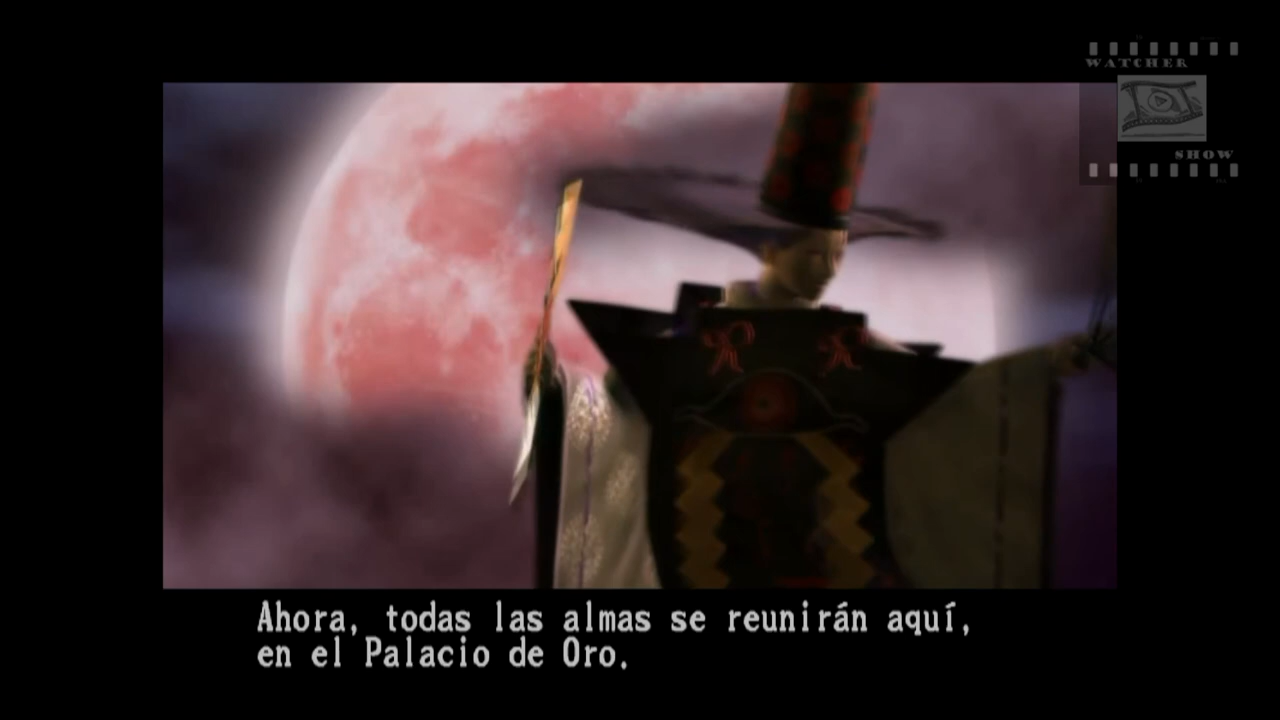 WATCHER
SHOW
Ahora, todas las almas se reunirán aquí,
en el Palacio de Oro.